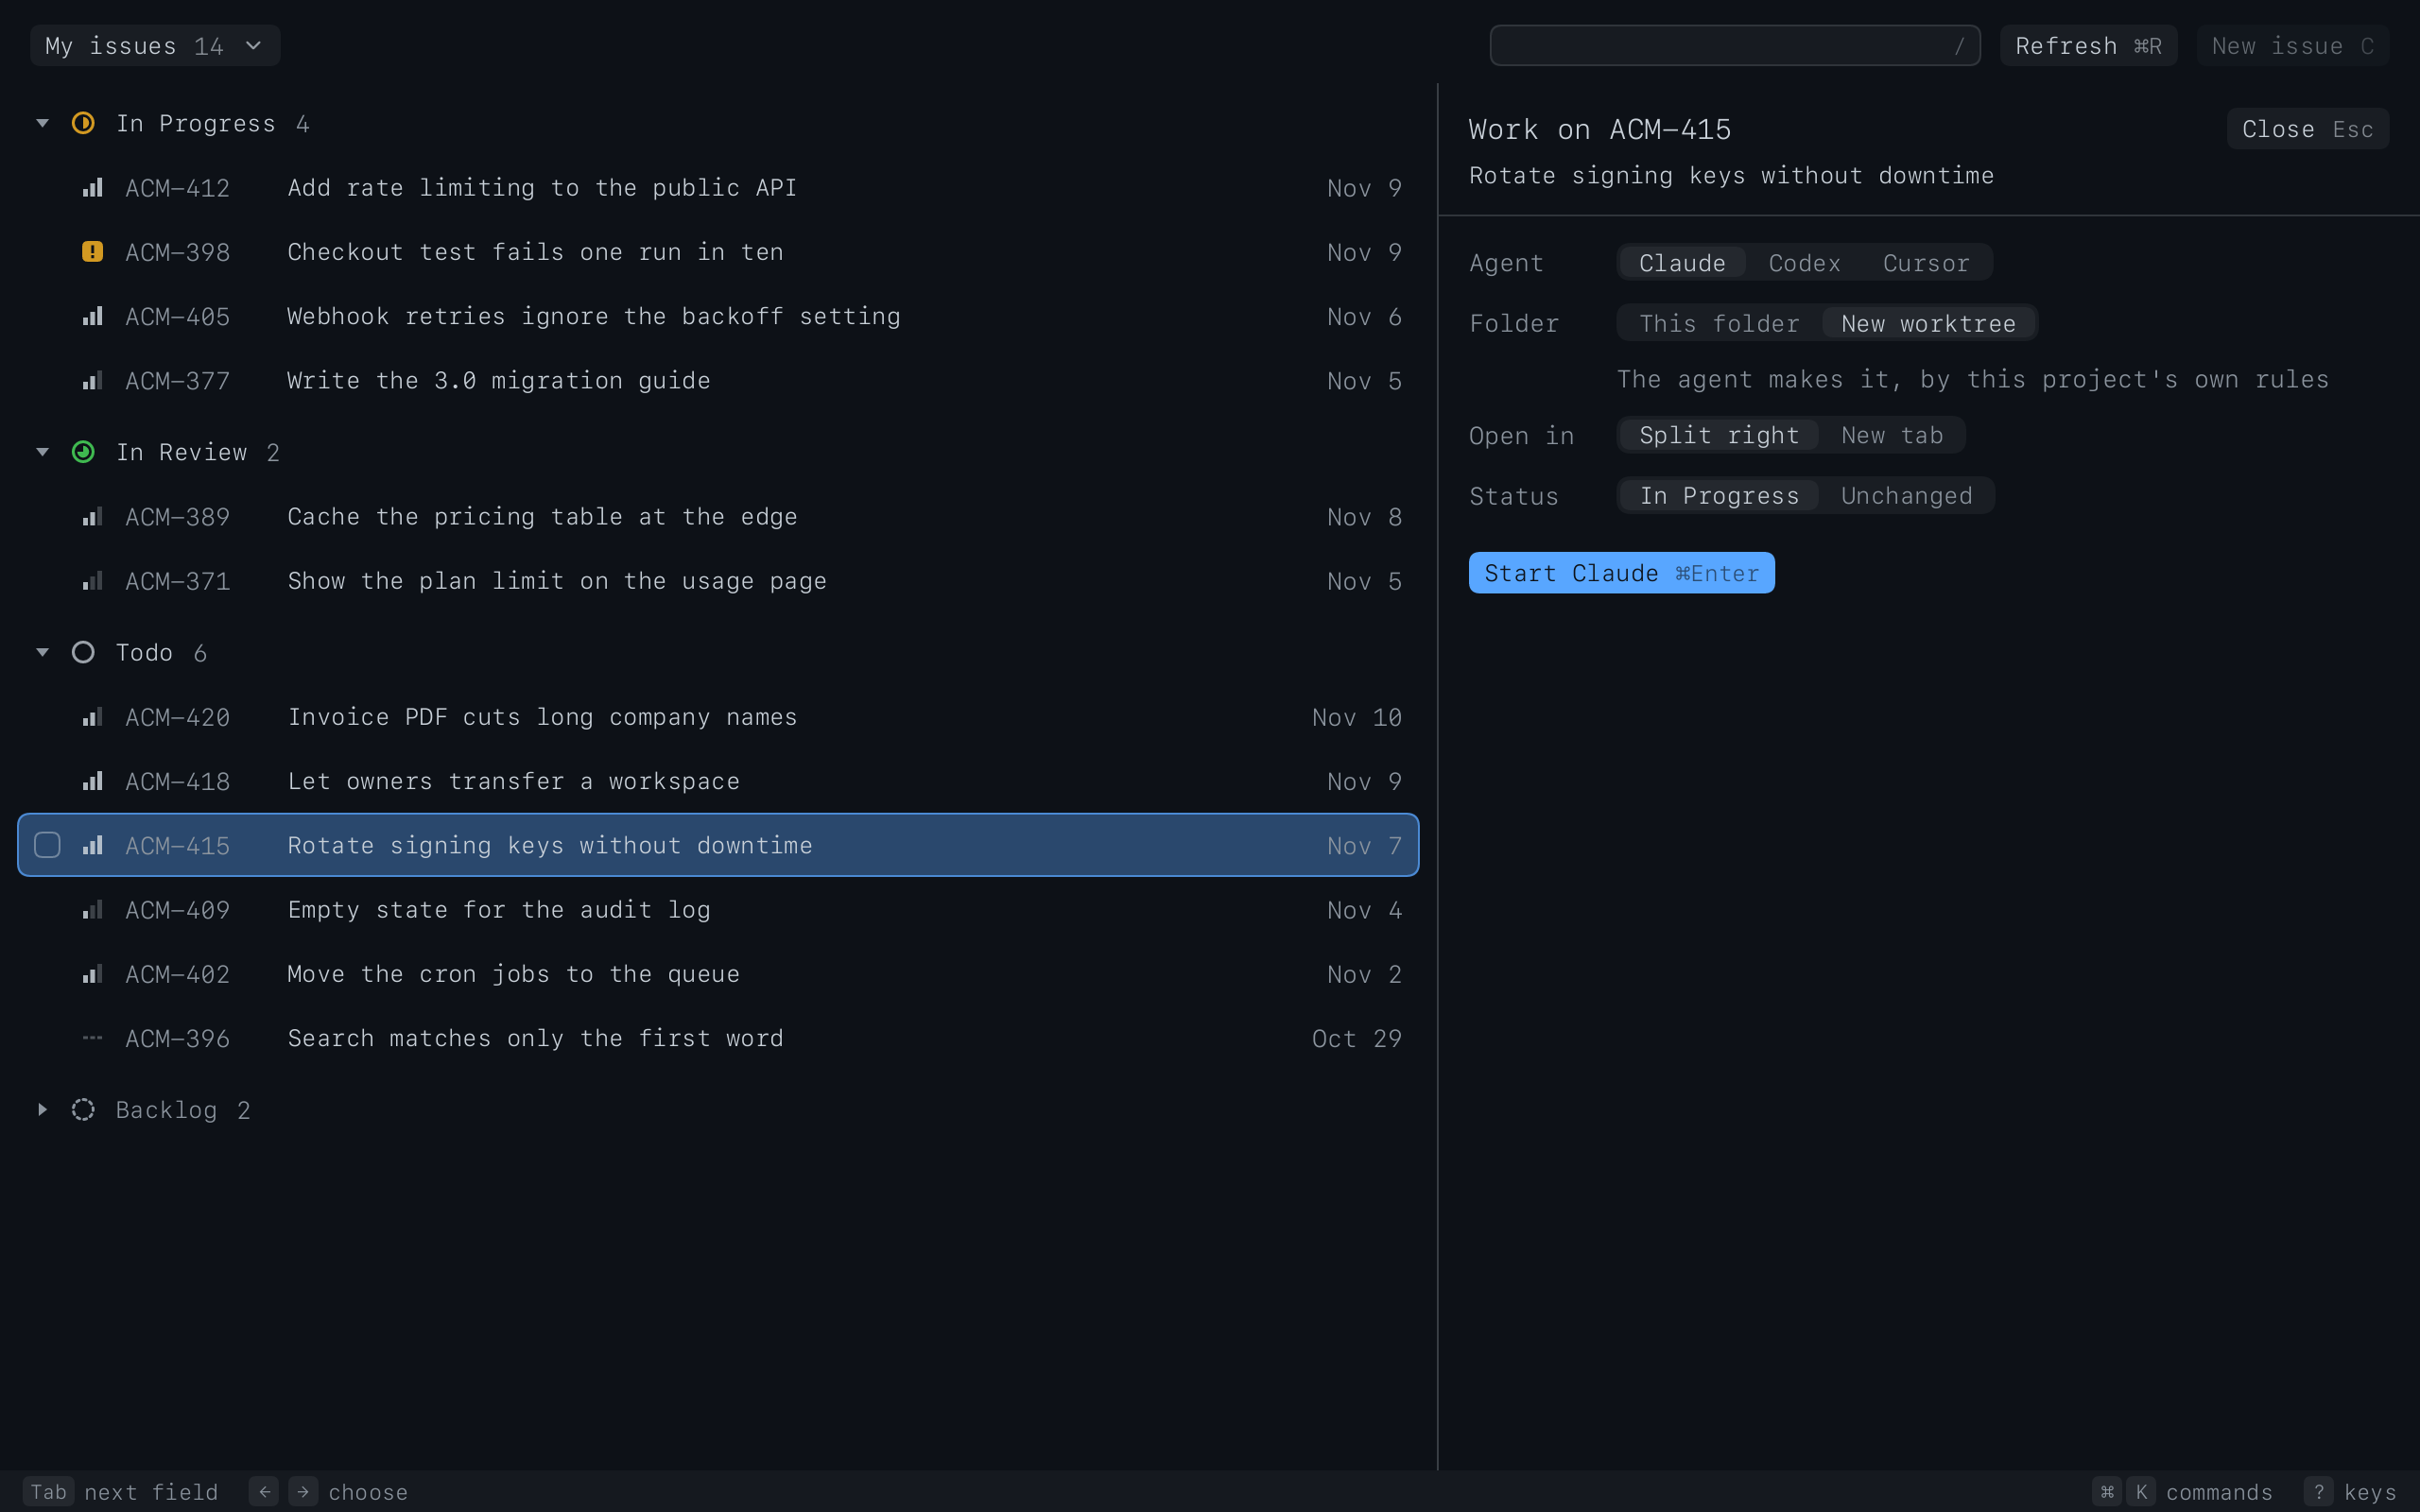 My issues 14
/
Refresh ⌘R
New issue C
In Progress 4
ACM-412 Add rate limiting to the public API Nov 9
ACM-398 Checkout test fails one run in ten Nov 9
ACM-405 Webhook retries ignore the backoff setting Nov 6
ACM-377 Write the 3.0 migration guide Nov 5
In Review 2
ACM-389 Cache the pricing table at the edge Nov 8
ACM-371 Show the plan limit on the usage page Nov 5
Todo 6
ACM-420 Invoice PDF cuts long company names Nov 10
ACM-418 Let owners transfer a workspace Nov 9
ACM-415 Rotate signing keys without downtime Nov 7
ACM-409 Empty state for the audit log Nov 4
ACM-402 Move the cron jobs to the queue Nov 2
ACM-396 Search matches only the first word Oct 29
Backlog 2
Work on ACM-415
Close Esc
Rotate signing keys without downtime
Agent Claude Codex Cursor
Folder This folder New worktree
The agent makes it, by this project's own rules
Open in Split right New tab
Status In Progress Unchanged
Start Claude ⌘Enter
Tab next field ← → choose
⌘ K commands ? keys